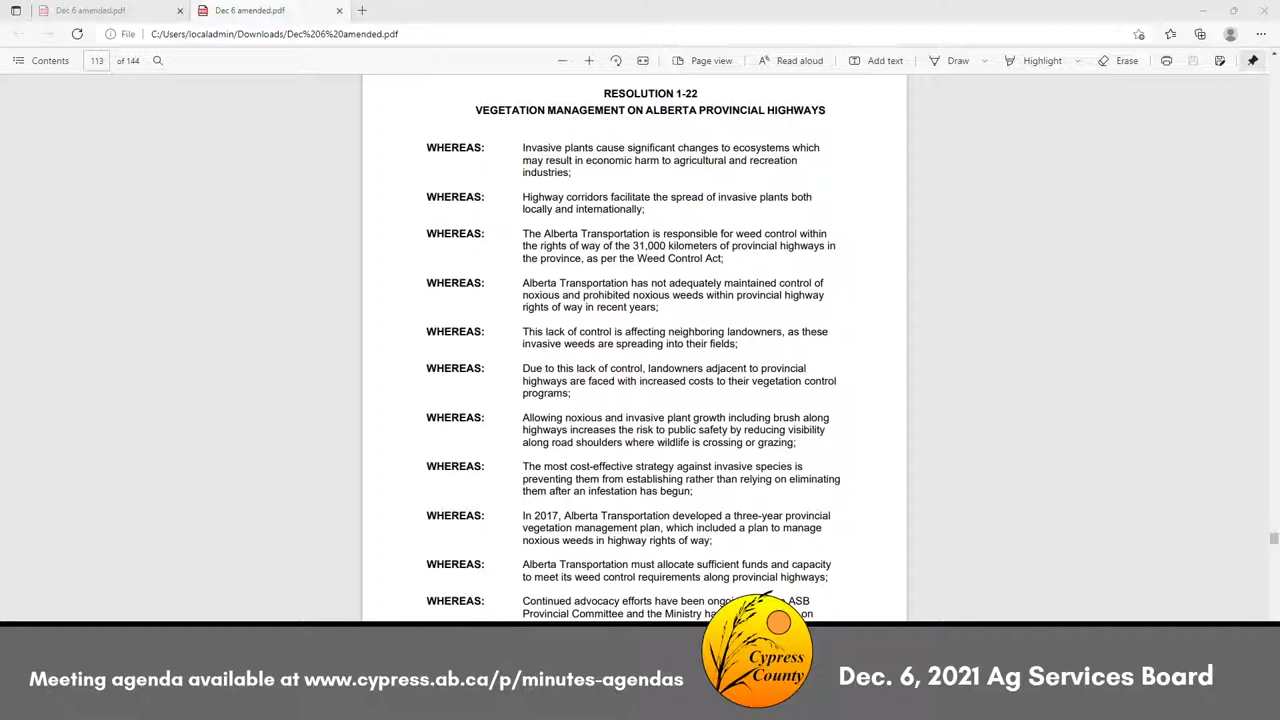 Dec 6 amended.pdf
Dec 6 amended.pdf
File
C:/Users/localadmin/Downloads/Dec%206%20amended.pdf
Contents
113 of 144
Page view
Read aloud
Add text
Draw
Highlight
Erase
RESOLUTION 1-22
VEGETATION MANAGEMENT ON ALBERTA PROVINCIAL HIGHWAYS
WHEREAS: Invasive plants cause significant changes to ecosystems which
may result in economic harm to agricultural and recreation
industries;
WHEREAS: Highway corridors facilitate the spread of invasive plants both
locally and internationally;
WHEREAS: The Alberta Transportation is responsible for weed control within
the rights of way of the 31,000 kilometers of provincial highways in
the province, as per the Weed Control Act;
WHEREAS: Alberta Transportation has not adequately maintained control of
noxious and prohibited noxious weeds within provincial highway
rights of way in recent years;
WHEREAS: This lack of control is affecting neighboring landowners, as these
invasive weeds are spreading into their fields;
WHEREAS: Due to this lack of control, landowners adjacent to provincial
highways are faced with increased costs to their vegetation control
programs;
WHEREAS: Allowing noxious and invasive plant growth including brush along
highways increases the risk to public safety by reducing visibility
along road shoulders where wildlife is crossing or grazing;
WHEREAS: The most cost-effective strategy against invasive species is
preventing them from establishing rather than relying on eliminating
them after an infestation has begun;
WHEREAS: In 2017, Alberta Transportation developed a three-year provincial
vegetation management plan, which included a plan to manage
noxious weeds in highway rights of way;
WHEREAS: Alberta Transportation must allocate sufficient funds and capacity
to meet its weed control requirements along provincial highways;
WHEREAS: Continued advocacy efforts have been ASB
Provincial Committee and the Ministry on
Meeting agenda available at www.cypress.ab.ca/p/minutes-agendas
Cypress
County
Dec. 6, 2021 Ag Services Board